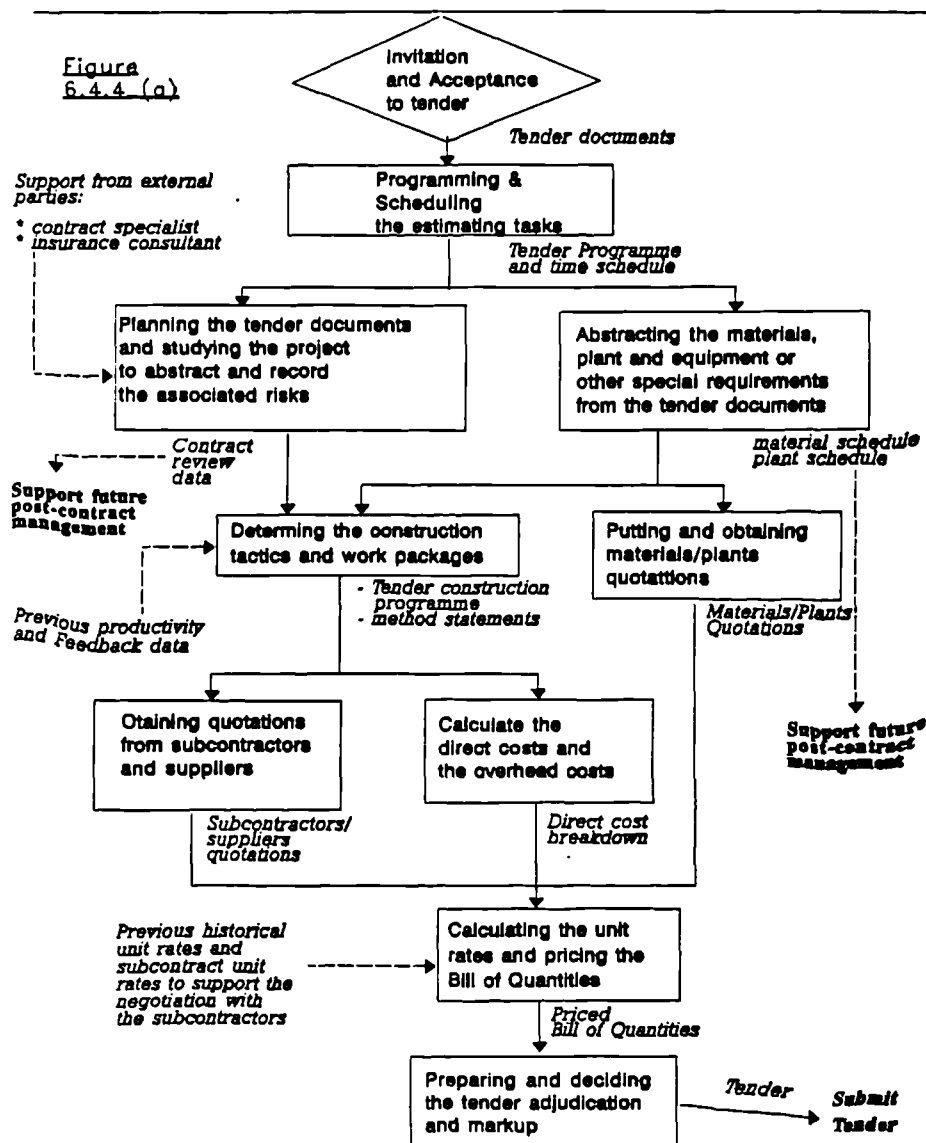 Figure
6.4.4 (a)
Invitation
and Acceptance
to tender
Tender documents
Support from external
parties:
* contract specialist
* insurance consultant
Programming &
Scheduling
the estimating tasks
Tender Programme
and time schedule
Planning the tender documents
and studying the project
to abstract and record
the associated risks
Abstracting the materials,
plant and equipment or
other special requirements
from the tender documents
Contract
review
data
material schedule
plant schedule
Support future
post-contract
management
Determing the construction
tactics and work packages
Putting and obtaining
materials/plants
quotattions
- Tender construction
programme
- method statements
Previous productivity
and Feedback data
Materials/Plants
Quotations
Otaining quotations
from subcontractors
and suppliers
Calculate the
direct costs and
the overhead costs
Support future
post-contract
management
Subcontractors/
suppliers
quotations
Direct cost
breakdown
Previous historical
unit rates and
subcontract unit
rates to support the
negotiation with
the subcontractors
Calculating the unit
rates and pricing the
Bill of Quantities
Priced
Bill of Quantities
Preparing and deciding
the tender adjudication
and markup
Tender
Submit
Tender